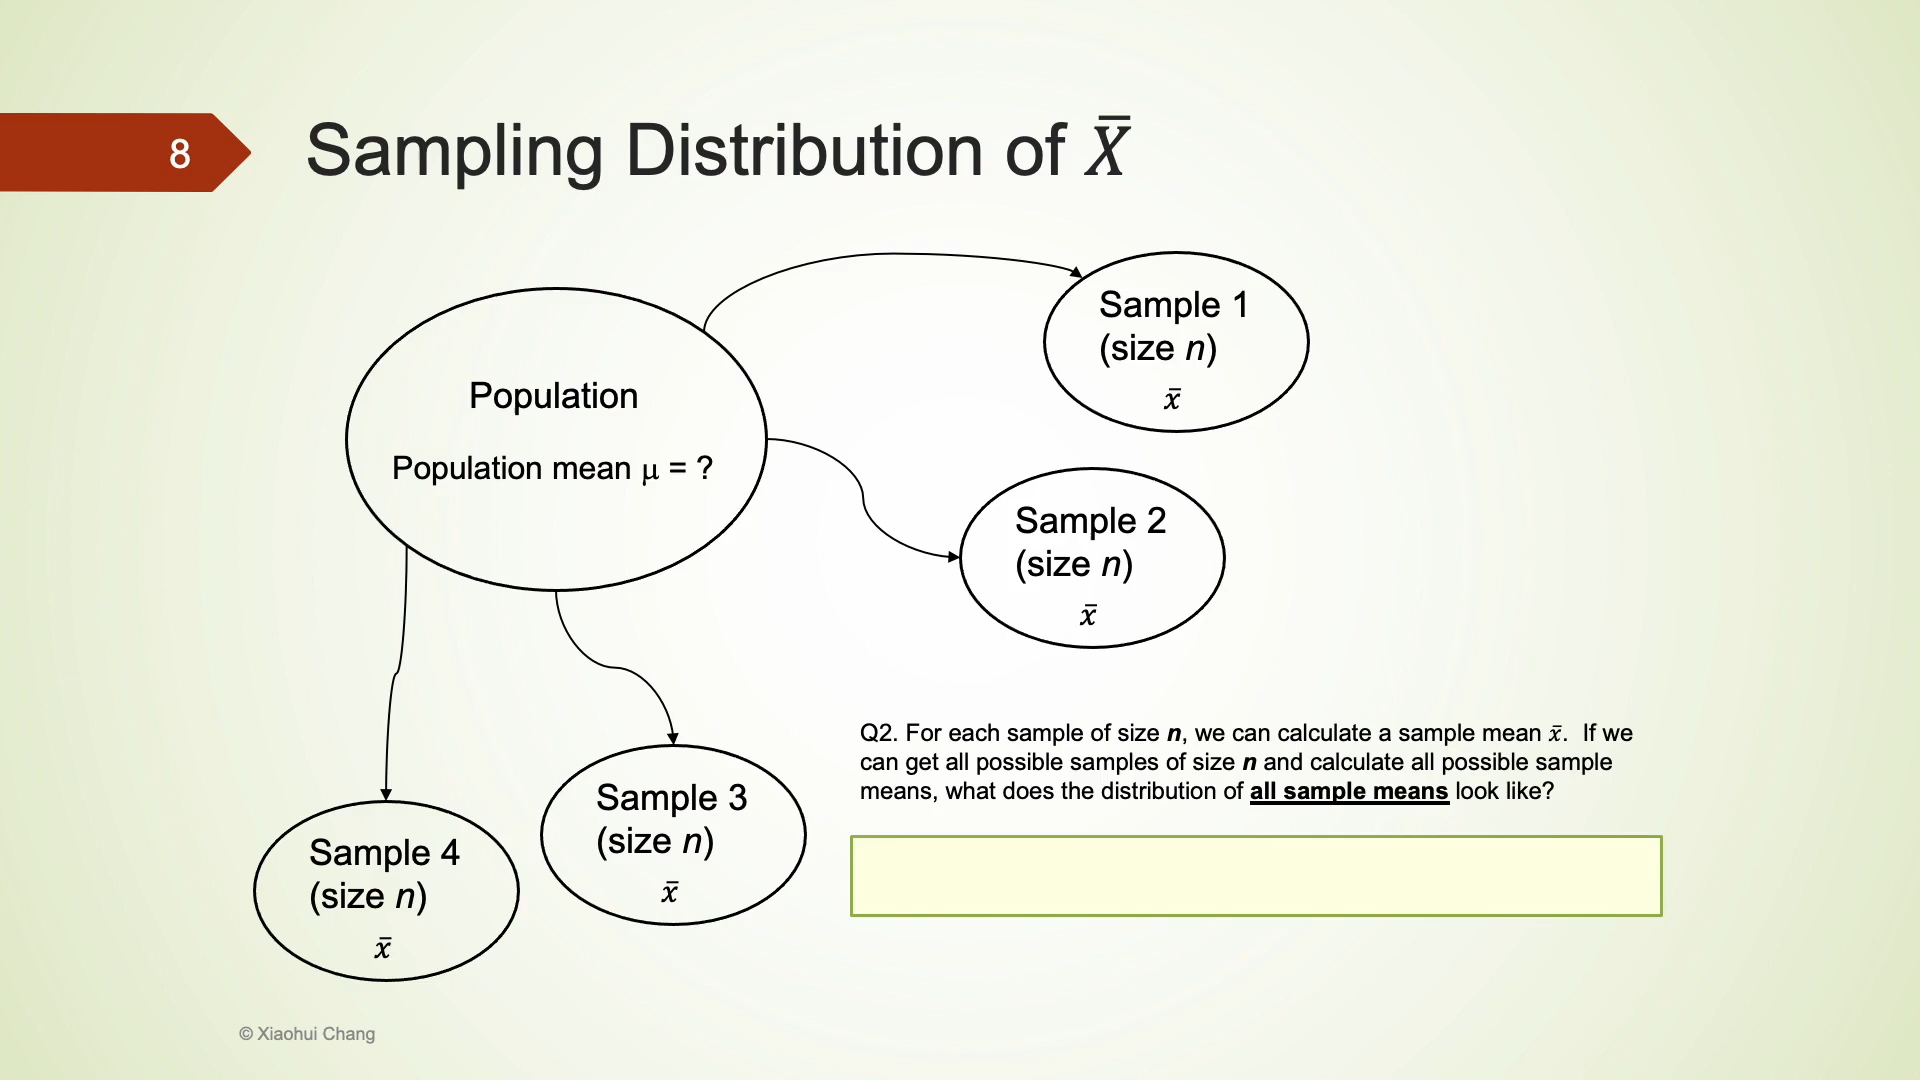 8
Sampling Distribution of X̅
Population
Population mean μ = ?
Sample 1
(size n)
x̅
Sample 2
(size n)
x̅
Sample 3
(size n)
x̅
Sample 4
(size n)
x̅
Q2. For each sample of size n, we can calculate a sample mean x̅.  If we
can get all possible samples of size n and calculate all possible sample
means, what does the distribution of all sample means look like?
© Xiaohui Chang